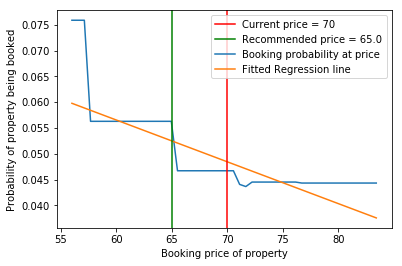 0.075
0.070
0.065
0.060
0.055
0.050
0.045
0.040
Probability of property being booked
Current price = 70
Recommended price = 65.0
Booking probability at price
Fitted Regression line
55 60 65 70 75 80
Booking price of property